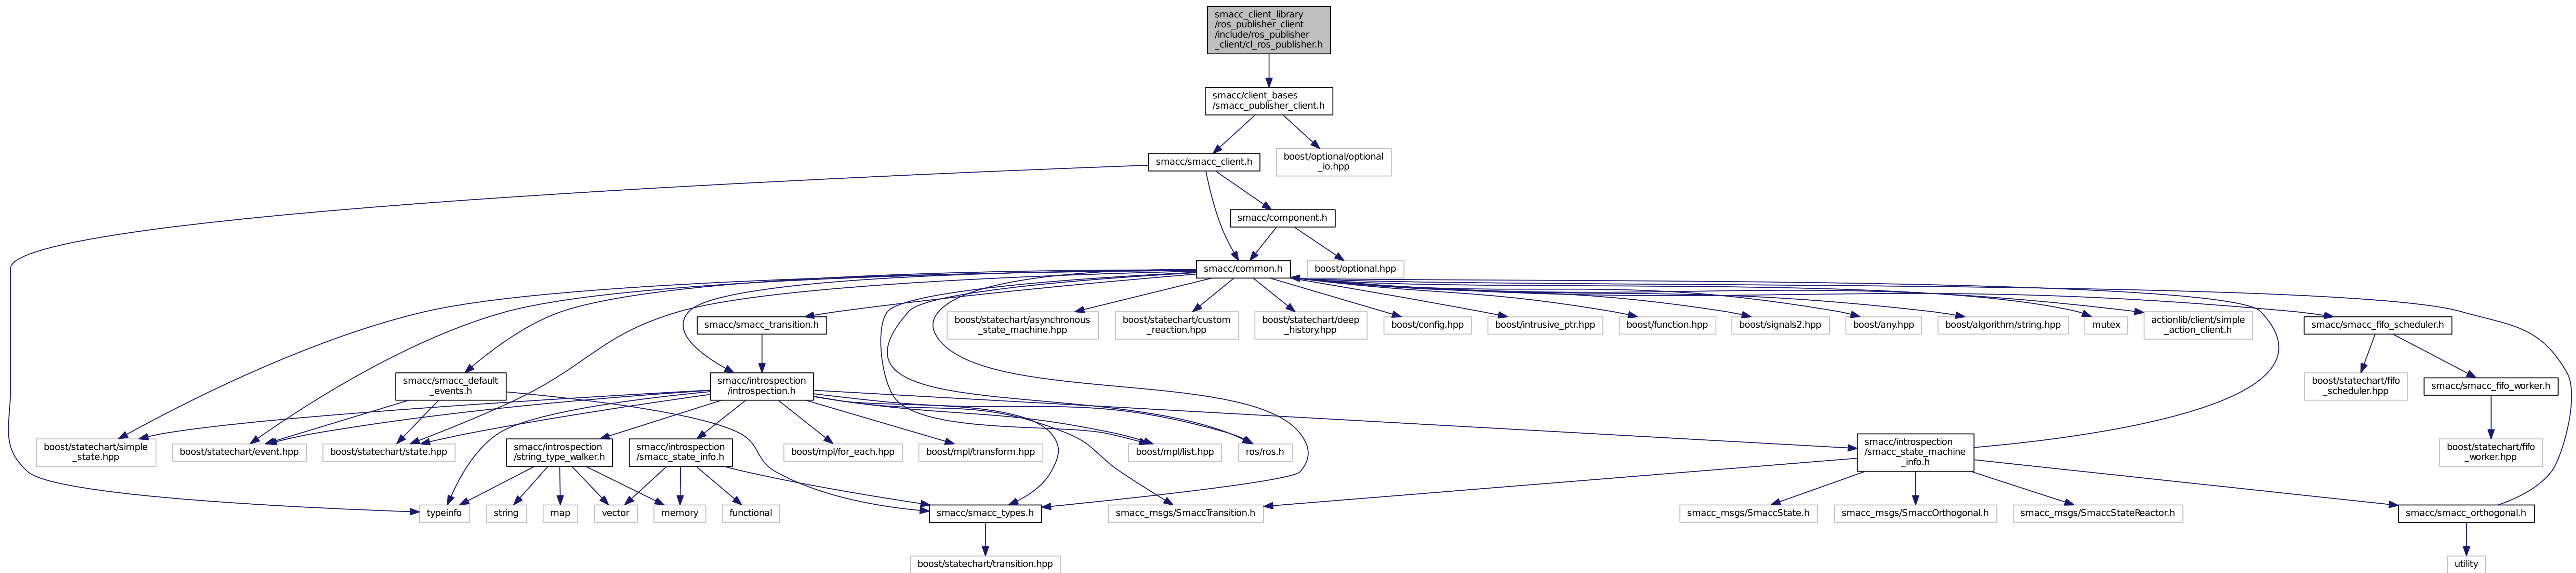 smacc_client_library
/ros_publisher_client
/include/ros_publisher
_client/cl_ros_publisher.h
smacc/client_bases
/smacc_publisher_client.h
smacc/smacc_client.h
boost/optional/optional
_io.hpp
smacc/component.h
smacc/common.h
boost/optional.hpp
smacc/smacc_transition.h
boost/statechart/asynchronous
_state_machine.hpp
boost/statechart/custom
_reaction.hpp
boost/statechart/deep
_history.hpp
boost/config.hpp
boost/intrusive_ptr.hpp
boost/function.hpp
boost/signals2.hpp
boost/any.hpp
boost/algorithm/string.hpp
mutex
actionlib/client/simple
_action_client.h
smacc/smacc_fifo_scheduler.h
smacc/smacc_default
_events.h
smacc/introspection
/introspection.h
boost/statechart/fifo
_scheduler.hpp
smacc/smacc_fifo_worker.h
boost/statechart/simple
_state.hpp
boost/statechart/event.hpp
boost/statechart/state.hpp
smacc/introspection
/string_type_walker.h
smacc/introspection
/smacc_state_info.h
boost/mpl/for_each.hpp
boost/mpl/transform.hpp
boost/mpl/list.hpp
ros/ros.h
smacc/introspection
/smacc_state_machine
_info.h
boost/statechart/fifo
_worker.hpp
typeinfo
string
map
vector
memory
functional
smacc/smacc_types.h
smacc_msgs/SmaccTransition.h
smacc_msgs/SmaccState.h
smacc_msgs/SmaccOrthogonal.h
smacc_msgs/SmaccStateReactor.h
smacc/smacc_orthogonal.h
boost/statechart/transition.hpp
utility